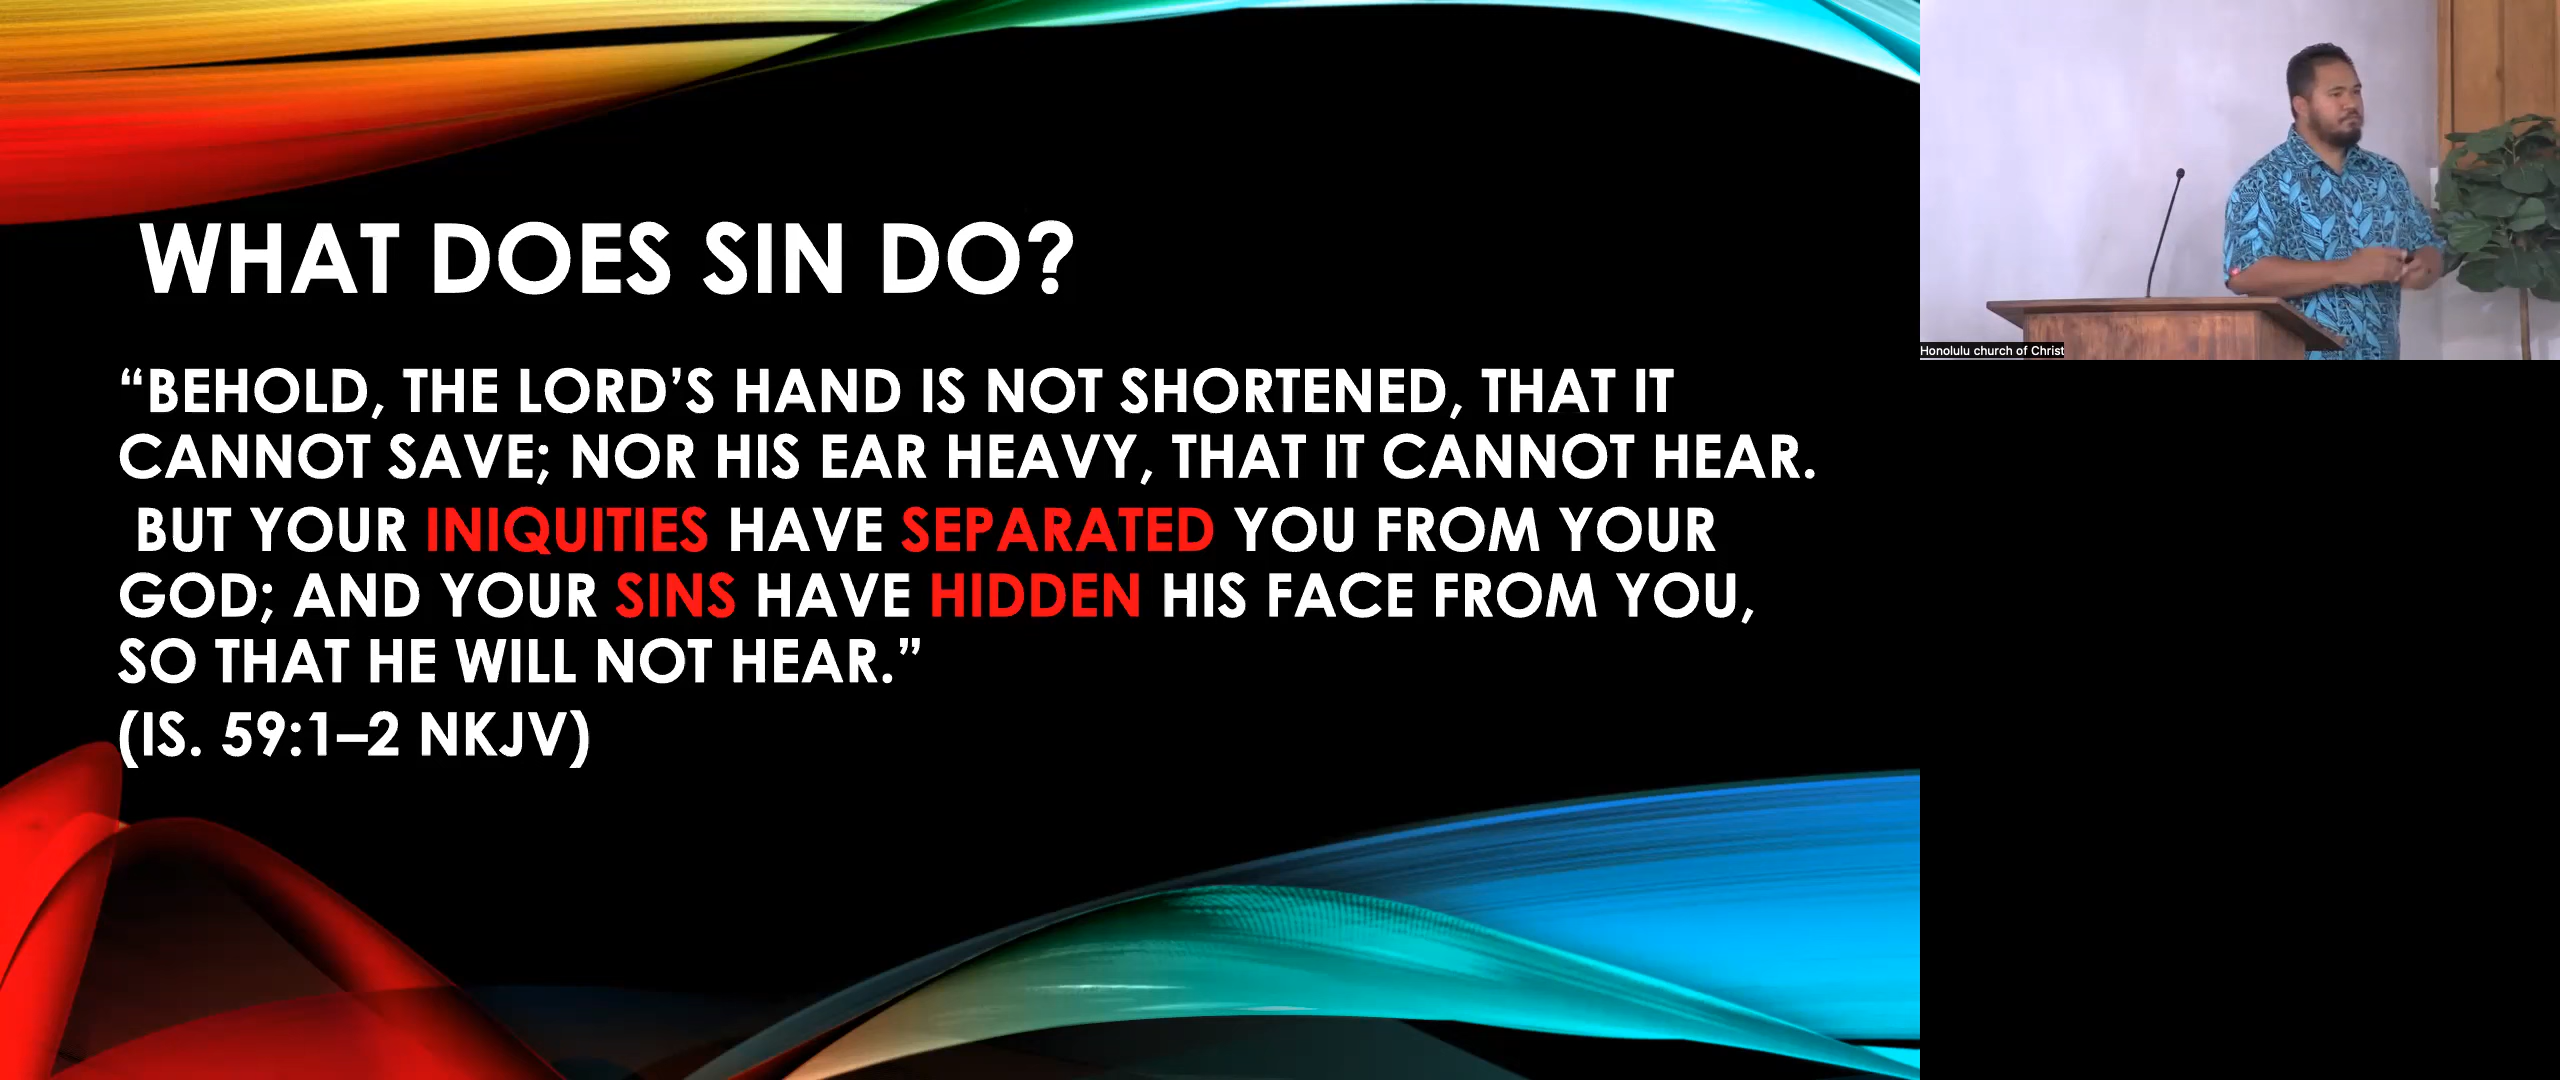 WHAT DOES SIN DO?
“BEHOLD, THE LORD’S HAND IS NOT SHORTENED, THAT IT
CANNOT SAVE; NOR HIS EAR HEAVY, THAT IT CANNOT HEAR.
BUT YOUR INIQUITIES HAVE SEPARATED YOU FROM YOUR
GOD; AND YOUR SINS HAVE HIDDEN HIS FACE FROM YOU,
SO THAT HE WILL NOT HEAR.”
(IS. 59:1–2 NKJV)
Honolulu church of Christ